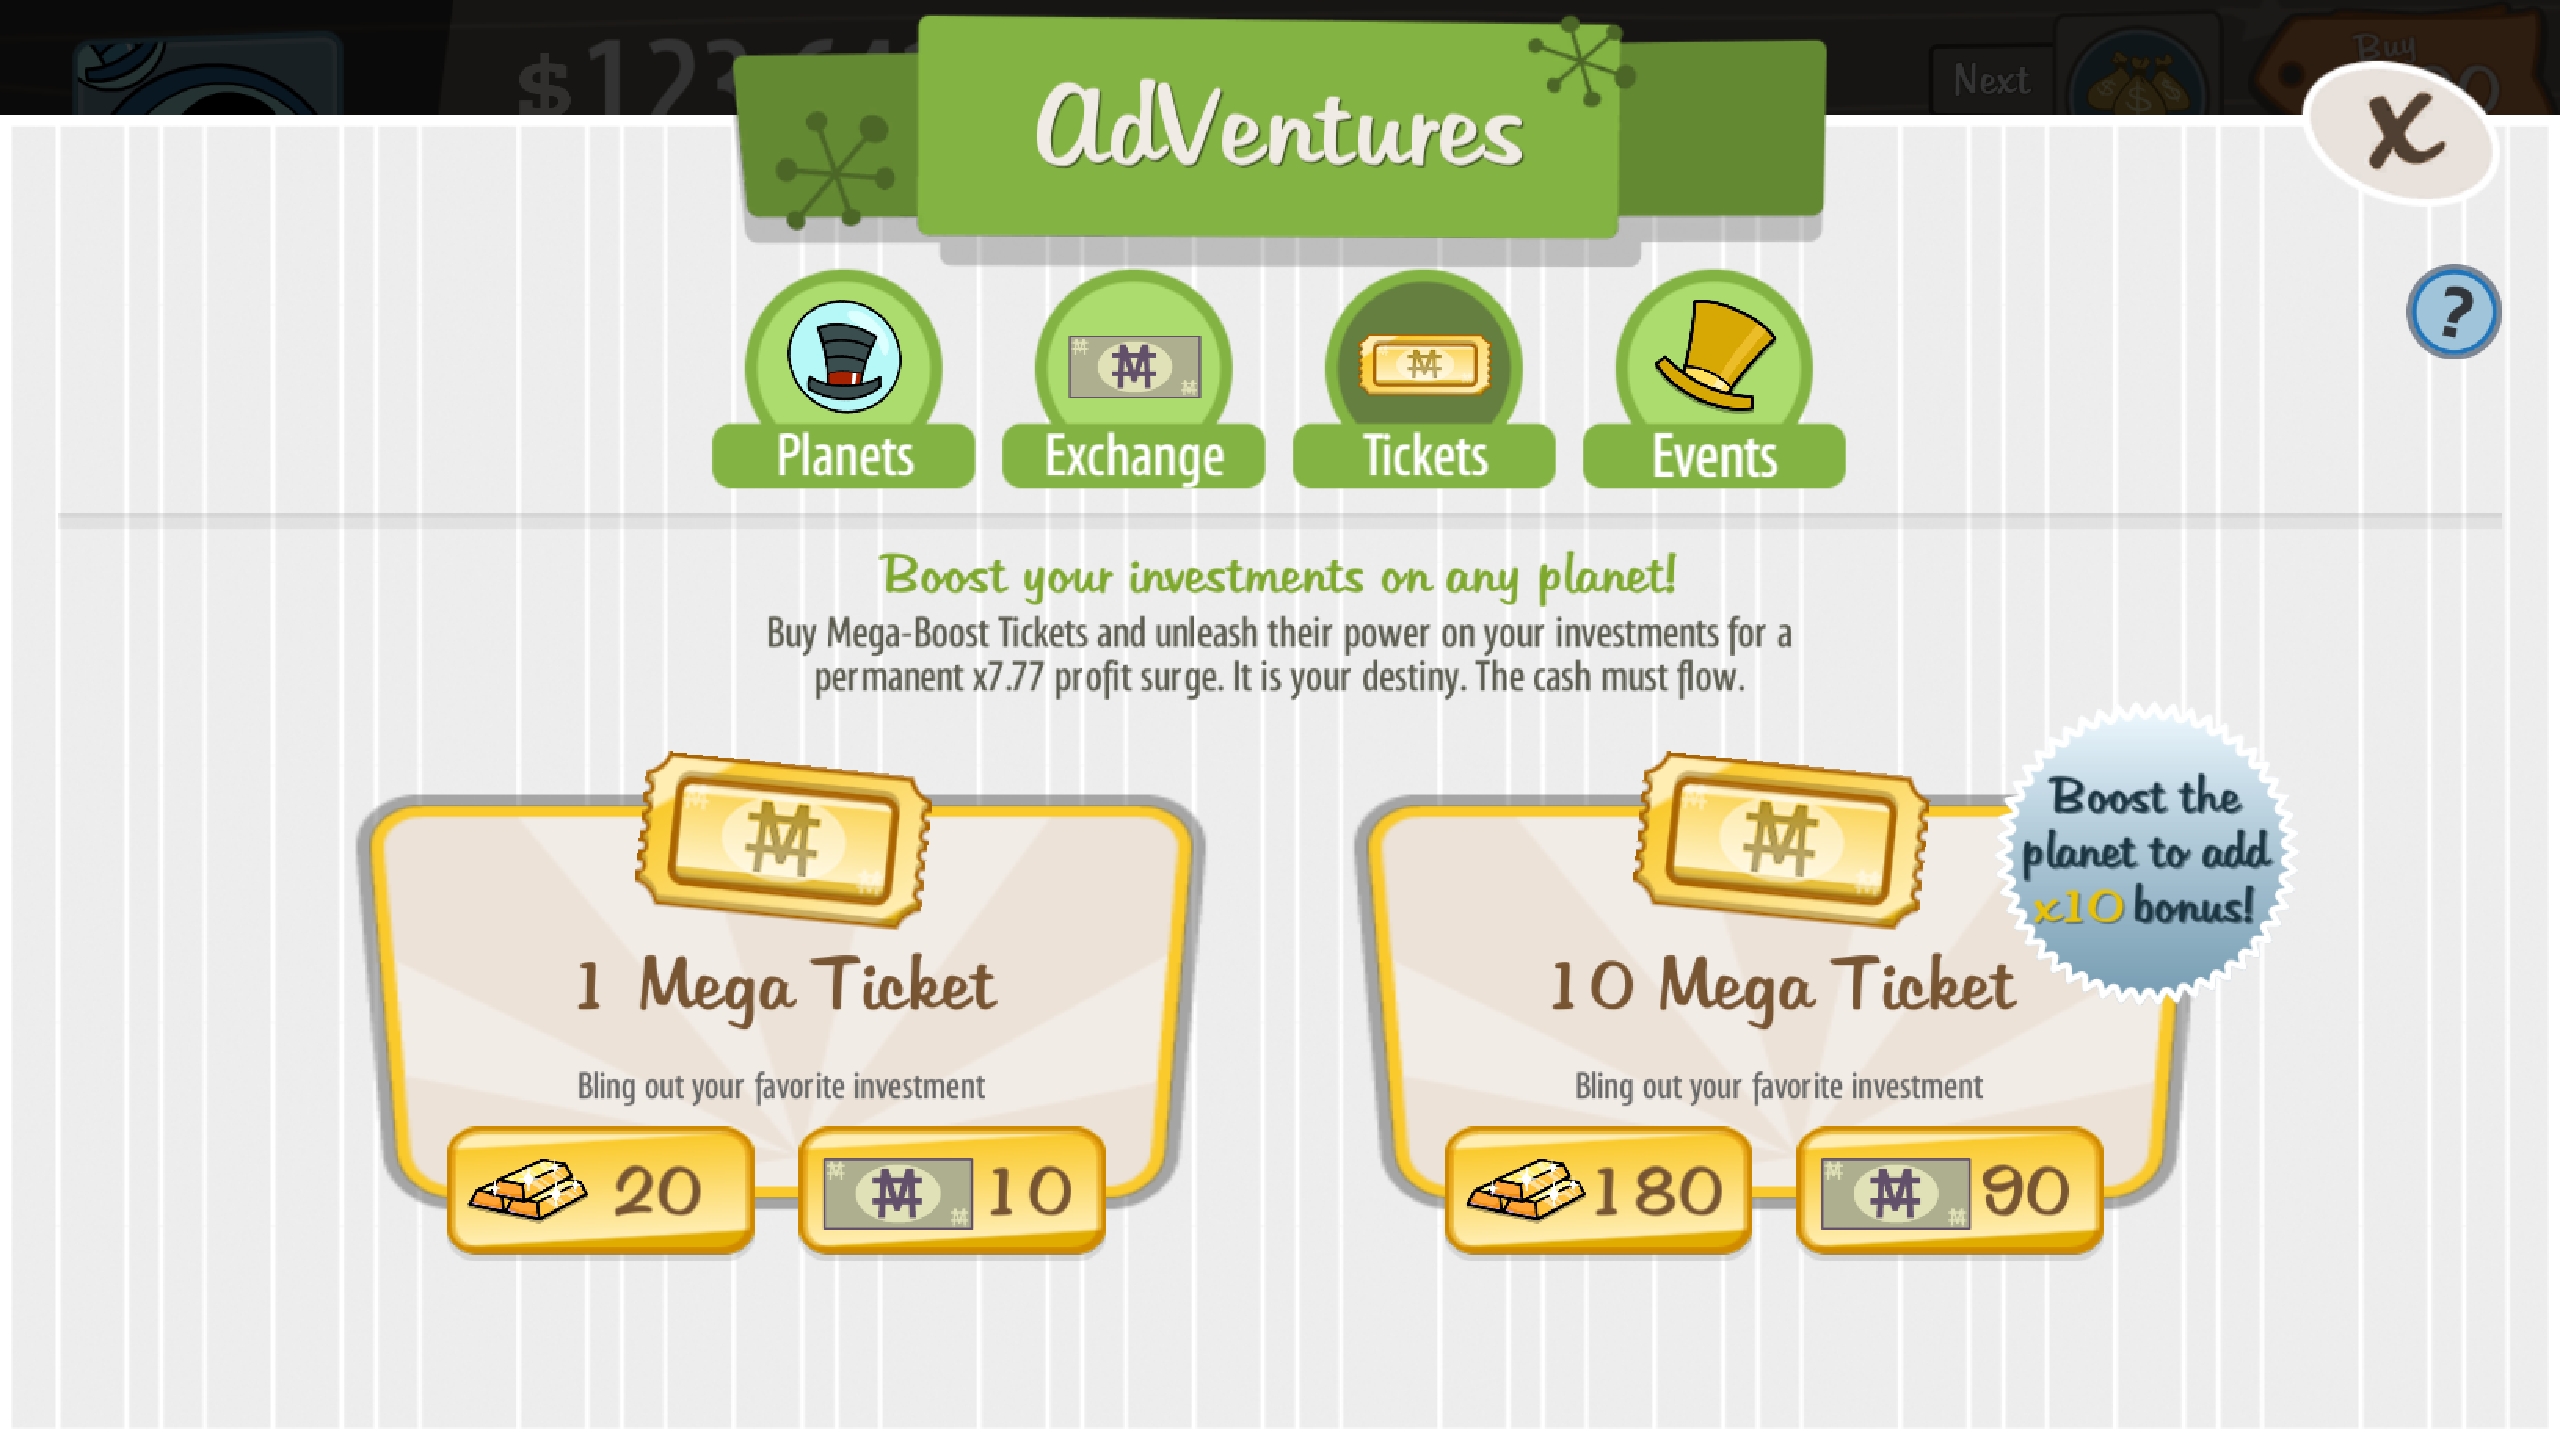 Next
Buy
AdVentures
X
?
Planets
Exchange
Tickets
Events
Boost your investments on any planet!
Buy Mega-Boost Tickets and unleash their power on your investments for a
permanent x7.77 profit surge. It is your destiny. The cash must flow.
Boost the
planet to add
x10 bonus!
1 Mega Ticket
Bling out your favorite investment
20
10
10 Mega Ticket
Bling out your favorite investment
180
90